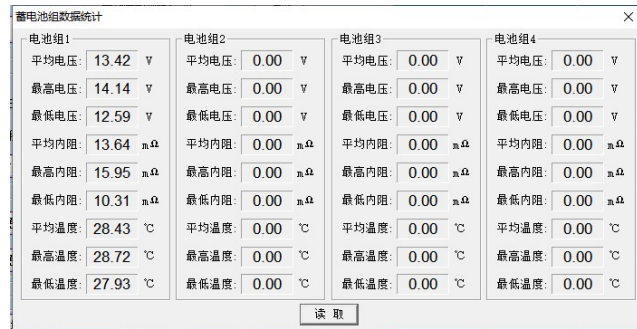 蓄电池组数据统计
电池组1 电池组2 电池组3 电池组4
平均电压: 13.42 V 平均电压: 0.00 V 平均电压: 0.00 V 平均电压: 0.00 V
最高电压: 14.14 V 最高电压: 0.00 V 最高电压: 0.00 V 最高电压: 0.00 V
最低电压: 12.59 V 最低电压: 0.00 V 最低电压: 0.00 V 最低电压: 0.00 V
平均内阻: 13.64 mΩ 平均内阻: 0.00 mΩ 平均内阻: 0.00 mΩ 平均内阻: 0.00 mΩ
最高内阻: 15.95 mΩ 最高内阻: 0.00 mΩ 最高内阻: 0.00 mΩ 最高内阻: 0.00 mΩ
最低内阻: 10.31 mΩ 最低内阻: 0.00 mΩ 最低内阻: 0.00 mΩ 最低内阻: 0.00 mΩ
平均温度: 28.43 ℃ 平均温度: 0.00 ℃ 平均温度: 0.00 ℃ 平均温度: 0.00 ℃
最高温度: 28.72 ℃ 最高温度: 0.00 ℃ 最高温度: 0.00 ℃ 最高温度: 0.00 ℃
最低温度: 27.93 ℃ 最低温度: 0.00 ℃ 最低温度: 0.00 ℃ 最低温度: 0.00 ℃
读 取